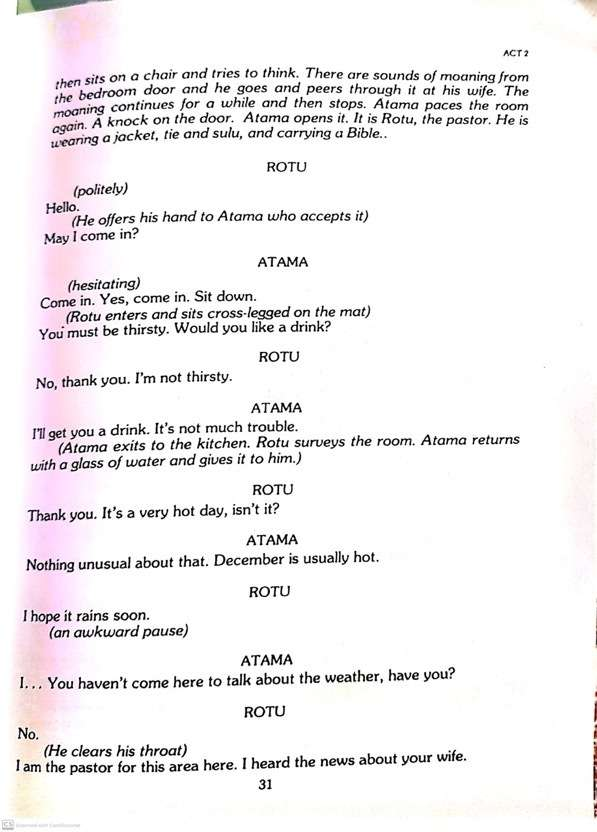 ACT 2
then sits on a chair and tries to think. There are sounds of moaning from
the bedroom door and he goes and peers through it at his wife. The
moaning continues for a while and then stops. Atama paces the room
again. A knock on the door. Atama opens it. It is Rotu, the pastor. He is
wearing a jacket, tie and sulu, and carrying a Bible..
ROTU
(politely)
Hello.
(He offers his hand to Atama who accepts it)
May I come in?
ATAMA
(hesitating)
Come in. Yes, come in. Sit down.
(Rotu enters and sits cross-legged on the mat)
You must be thirsty. Would you like a drink?
ROTU
No, thank you. I'm not thirsty.
ATAMA
I'll get you a drink. It's not much trouble.
(Atama exits to the kitchen. Rotu surveys the room. Atama returns
with a glass of water and gives it to him.)
ROTU
Thank you. It's a very hot day, isn't it?
ATAMA
Nothing unusual about that. December is usually hot.
ROTU
I hope it rains soon.
(an awkward pause)
ATAMA
I... You haven't come here to talk about the weather, have you?
ROTU
No.
(He clears his throat)
I am the pastor for this area here. I heard the news about your wife.
31
CS Scanned with CamScanner